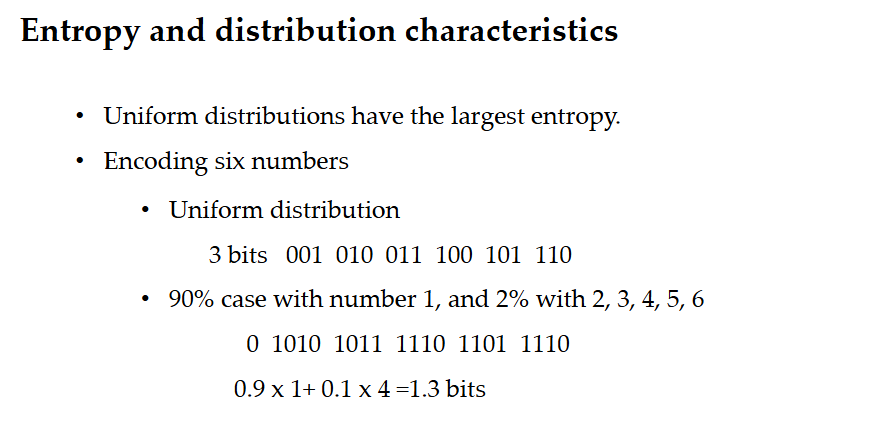 Entropy and distribution characteristics
• Uniform distributions have the largest entropy.
• Encoding six numbers
• Uniform distribution
3 bits 001 010 011 100 101 110
• 90% case with number 1, and 2% with 2, 3, 4, 5, 6
0 1010 1011 1110 1101 1110
0.9 x 1+ 0.1 x 4 =1.3 bits